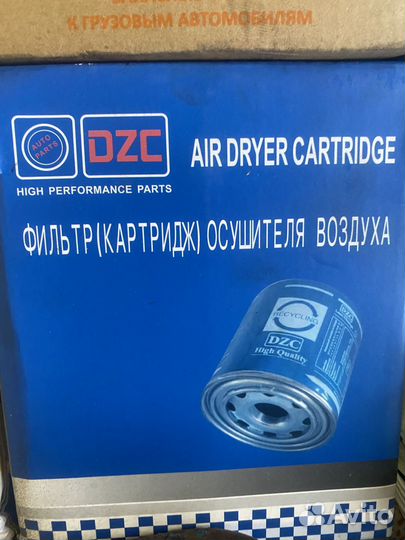 К ГРУЗОВЫМ АВТОМОБИЛЯМ
AUTO PARTS
DZC
AIR DRYER CARTRIDGE
HIGH PERFORMANCE PARTS
ФИЛЬТР(КАРТРИДЖ) ОСУШИТЕЛЯ ВОЗДУХА
RECYCLING
DZC
DZC
High Quality
Avito